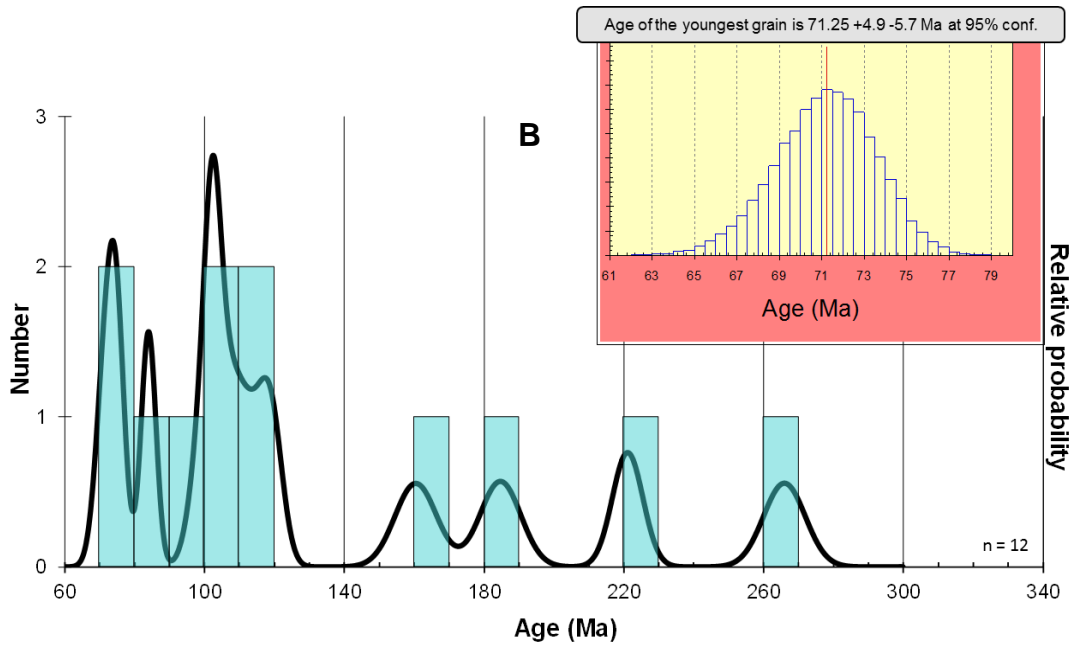 Age of the youngest grain is 71.25 +4.9 -5.7 Ma at 95% conf.
B
61 63 65 67 69 71 73 75 77 79
Age (Ma)
3
2
1
0
Number
Relative probability
n = 12
60 100 140 180 220 260 300 340
Age (Ma)